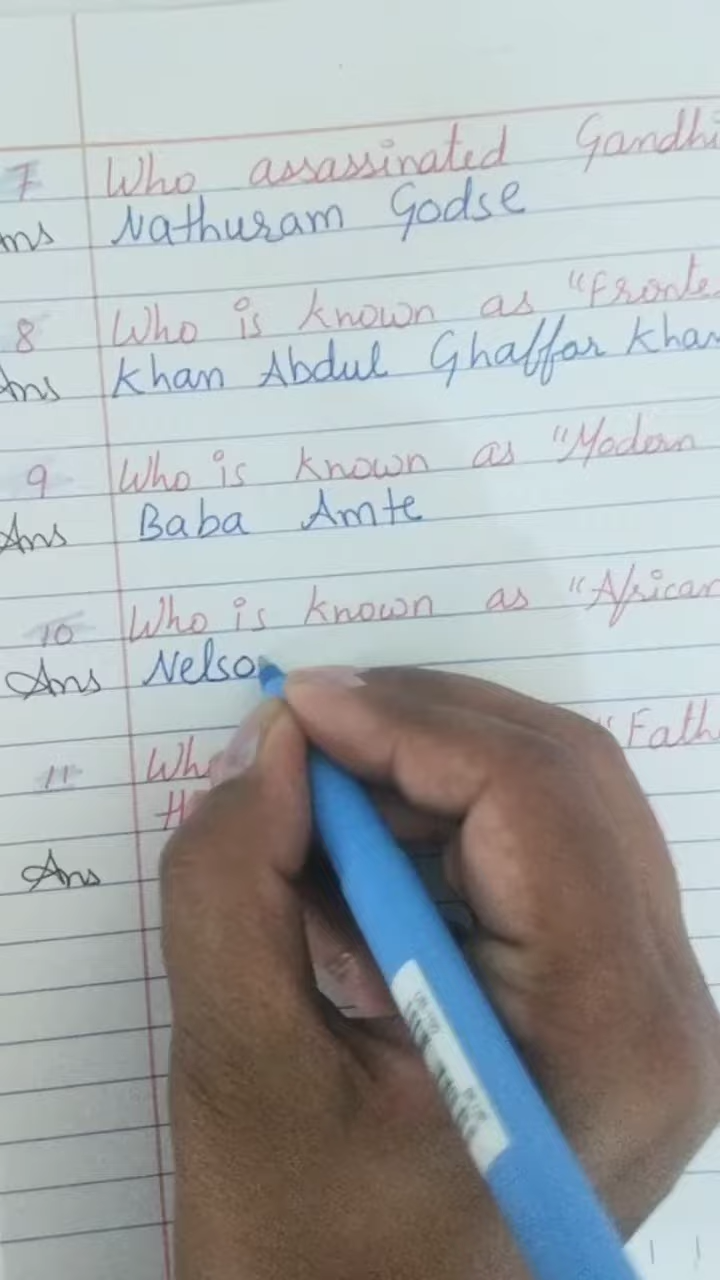 7 Who assassinated Gandhi
Ans Nathuram Godse
8 Who is known as "Fronte
Ans Khan Abdul Ghaffar Khan
9 Who is known as "Modern
Ans Baba Amte
10 Who is known as "African
Ans Nelso
11 Who "Fath
Ans